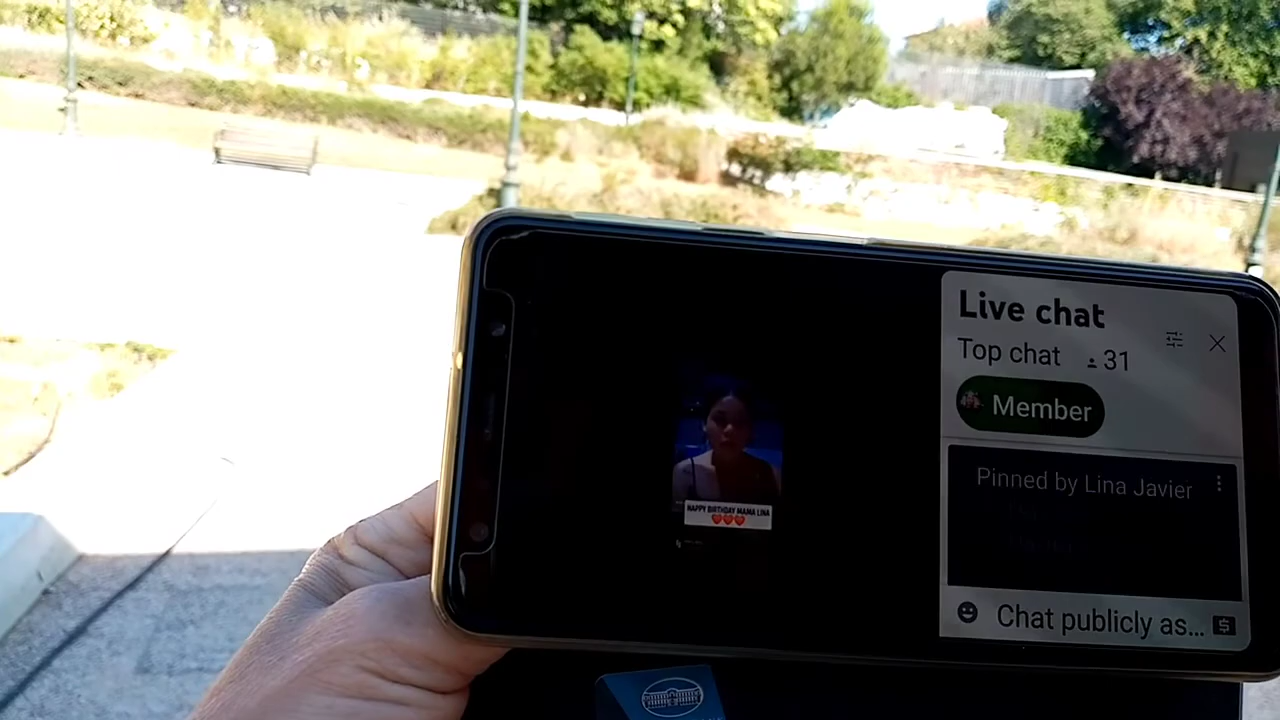 Live chat
Top chat 31
Member
Pinned by Lina Javier
HAPPY BIRTHDAY MAMA LINA
Chat publicly as...